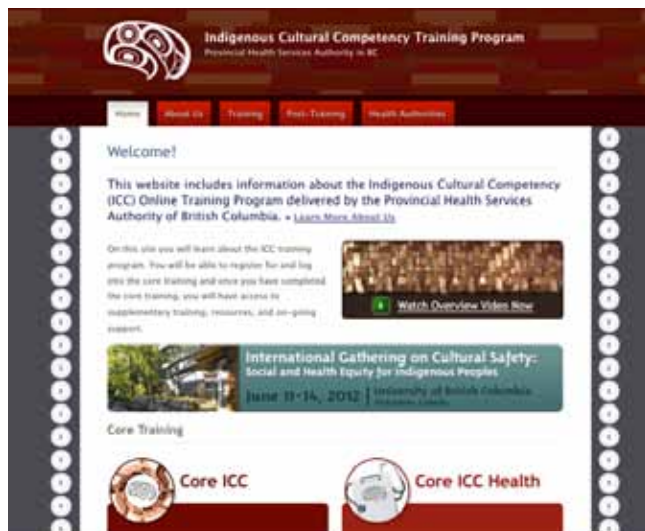 Indigenous Cultural Competency Training Program
Provincial Health Services Authority in BC
Home About Us Training Post-Training Health Authorities
Welcome!
This website includes information about the Indigenous Cultural Competency
(ICC) Online Training Program delivered by the Provincial Health Services
Authority of British Columbia. » Learn More About Us
On this site you will learn about the ICC training
program. You will be able to register for and log
into the core training and once you have completed
the core training, you will have access to
supplementary training, resources, and on-going
support.
Watch Overview Video Now
International Gathering on Cultural Safety:
Social and Health Equity for Indigenous Peoples
June 11-14, 2012 | University of British Columbia
Core Training
Core ICC
Core ICC Health